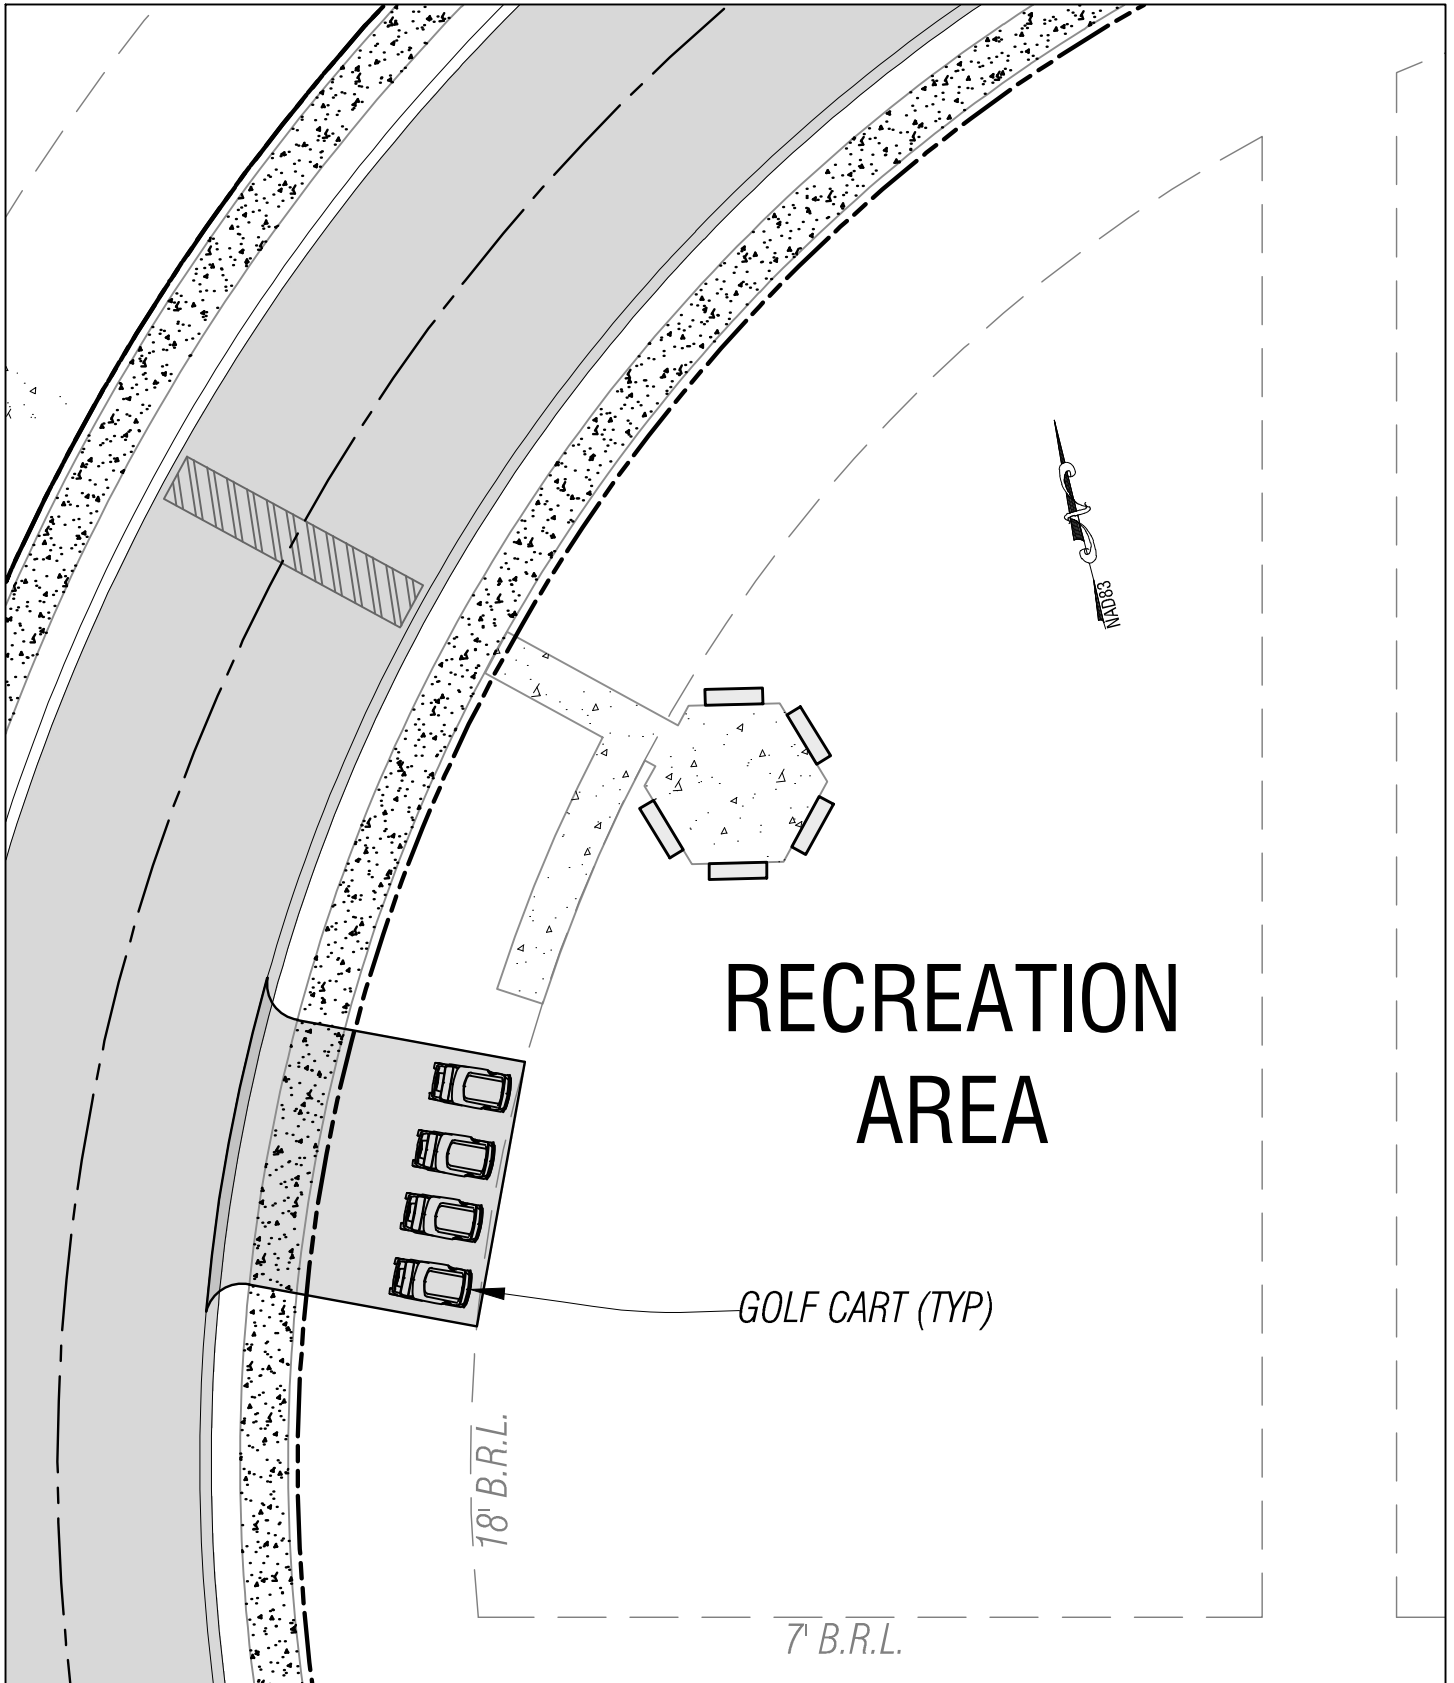 NAD83
RECREATION
AREA
GOLF CART (TYP)
18' B.R.L.
7' B.R.L.